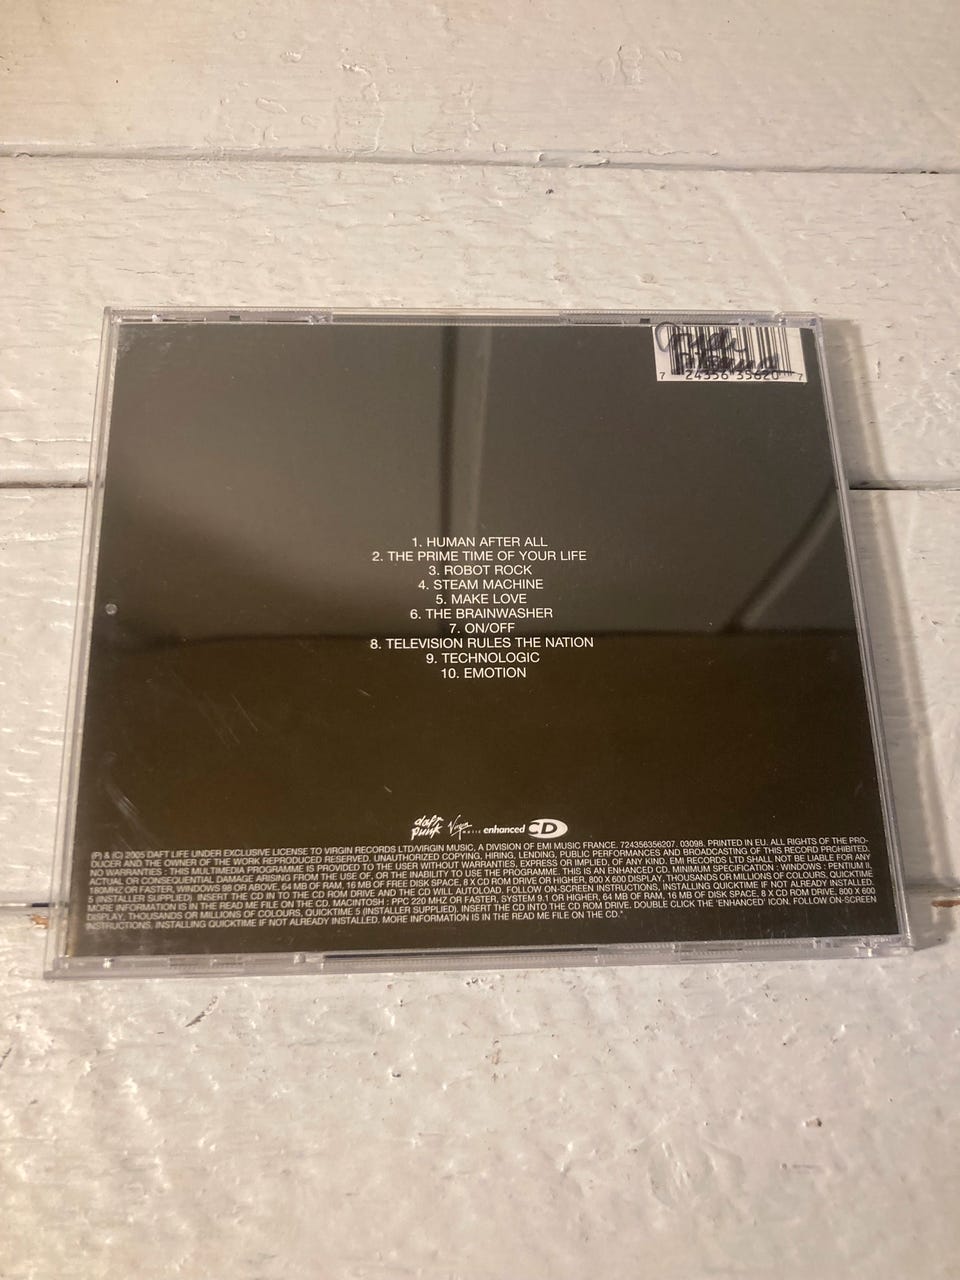 7 24356 35620 7
1. HUMAN AFTER ALL
2. THE PRIME TIME OF YOUR LIFE
3. ROBOT ROCK
4. STEAM MACHINE
5. MAKE LOVE
6. THE BRAINWASHER
7. ON/OFF
8. TELEVISION RULES THE NATION
9. TECHNOLOGIC
10. EMOTION
daft punk Virgin MUSIC enhanced CD
(P) & (C) 2005 DAFT LIFE UNDER EXCLUSIVE LICENSE TO VIRGIN RECORDS LTD/VIRGIN MUSIC, A DIVISION OF EMI MUSIC FRANCE. 724356356207. 03098. PRINTED IN EU. ALL RIGHTS OF THE PRO-
DUCER AND THE OWNER OF THE WORK REPRODUCED RESERVED. UNAUTHORIZED COPYING, HIRING, LENDING, PUBLIC PERFORMANCES AND BROADCASTING OF THIS RECORD PROHIBITED.
NO WARRANTIES : THIS MULTIMEDIA PROGRAMME IS PROVIDED TO THE USER WITHOUT WARRANTIES, EXPRESS OR IMPLIED, OF ANY KIND. EMI RECORDS LTD SHALL NOT BE LIABLE FOR ANY
ACTUAL OR CONSEQUENTIAL DAMAGE ARISING FROM THE USE OF, OR THE INABILITY TO USE THE PROGRAMME. THIS IS AN ENHANCED CD. MINIMUM SPECIFICATION : WINDOWS : PENTIUM II,
180MHZ OR FASTER, WINDOWS 98 OR ABOVE, 64 MB OF RAM, 16 MB OF FREE DISK SPACE, 8 X CD ROM DRIVE OR HIGHER, 800 X 600 DISPLAY, THOUSANDS OR MILLIONS OF COLOURS, QUICKTIME
5 (INSTALLER SUPPLIED). INSERT THE CD INTO THE CD ROM DRIVE AND THE CD WILL AUTOLOAD. FOLLOW ON-SCREEN INSTRUCTIONS, INSTALLING QUICKTIME IF NOT ALREADY INSTALLED.
MORE INFORMATION IS IN THE READ ME FILE ON THE CD. MACINTOSH : PPC 220 MHZ OR FASTER, SYSTEM 9.1 OR HIGHER, 64 MB OF RAM, 16 MB OF DISK SPACE, 8 X CD ROM DRIVE, 800 X 600
DISPLAY, THOUSANDS OR MILLIONS OF COLOURS, QUICKTIME 5 (INSTALLER SUPPLIED). INSERT THE CD INTO THE CD ROM DRIVE. DOUBLE CLICK THE 'ENHANCED' ICON. FOLLOW ON-SCREEN
INSTRUCTIONS, INSTALLING QUICKTIME IF NOT ALREADY INSTALLED. MORE INFORMATION IS IN THE READ ME FILE ON THE CD.".